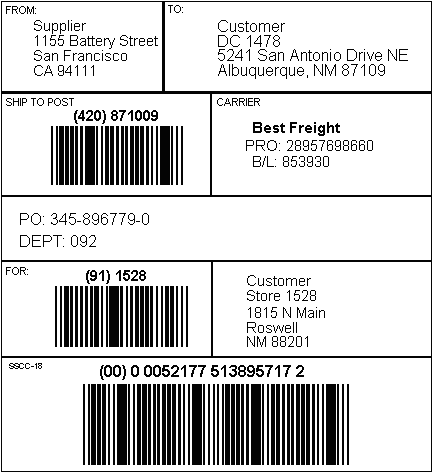 FROM:
Supplier
1155 Battery Street
San Francisco
CA 94111
TO:
Customer
DC 1478
5241 San Antonio Drive NE
Albuquerque, NM 87109
SHIP TO POST
(420) 871009
CARRIER
Best Freight
PRO: 28957698660
B/L: 853930
PO: 345-896779-0
DEPT: 092
FOR:
(91) 1528
Customer
Store 1528
1815 N Main
Roswell
NM 88201
SSCC-18
(00) 0 0052177 513895717 2